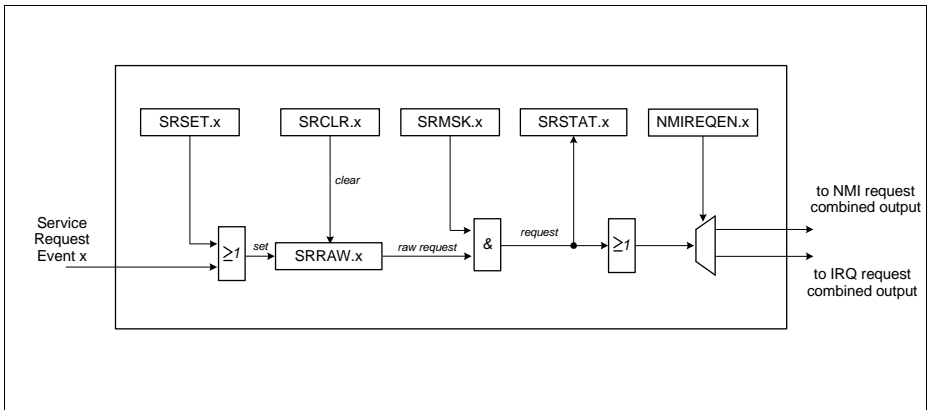 SRSET.x
SRCLR.x
SRMSK.x
SRSTAT.x
NMIREQEN.x
clear
Service
Request
Event x
≥1
set
SRRAW.x
raw request
&
request
≥1
to NMI request
combined output
to IRQ request
combined output